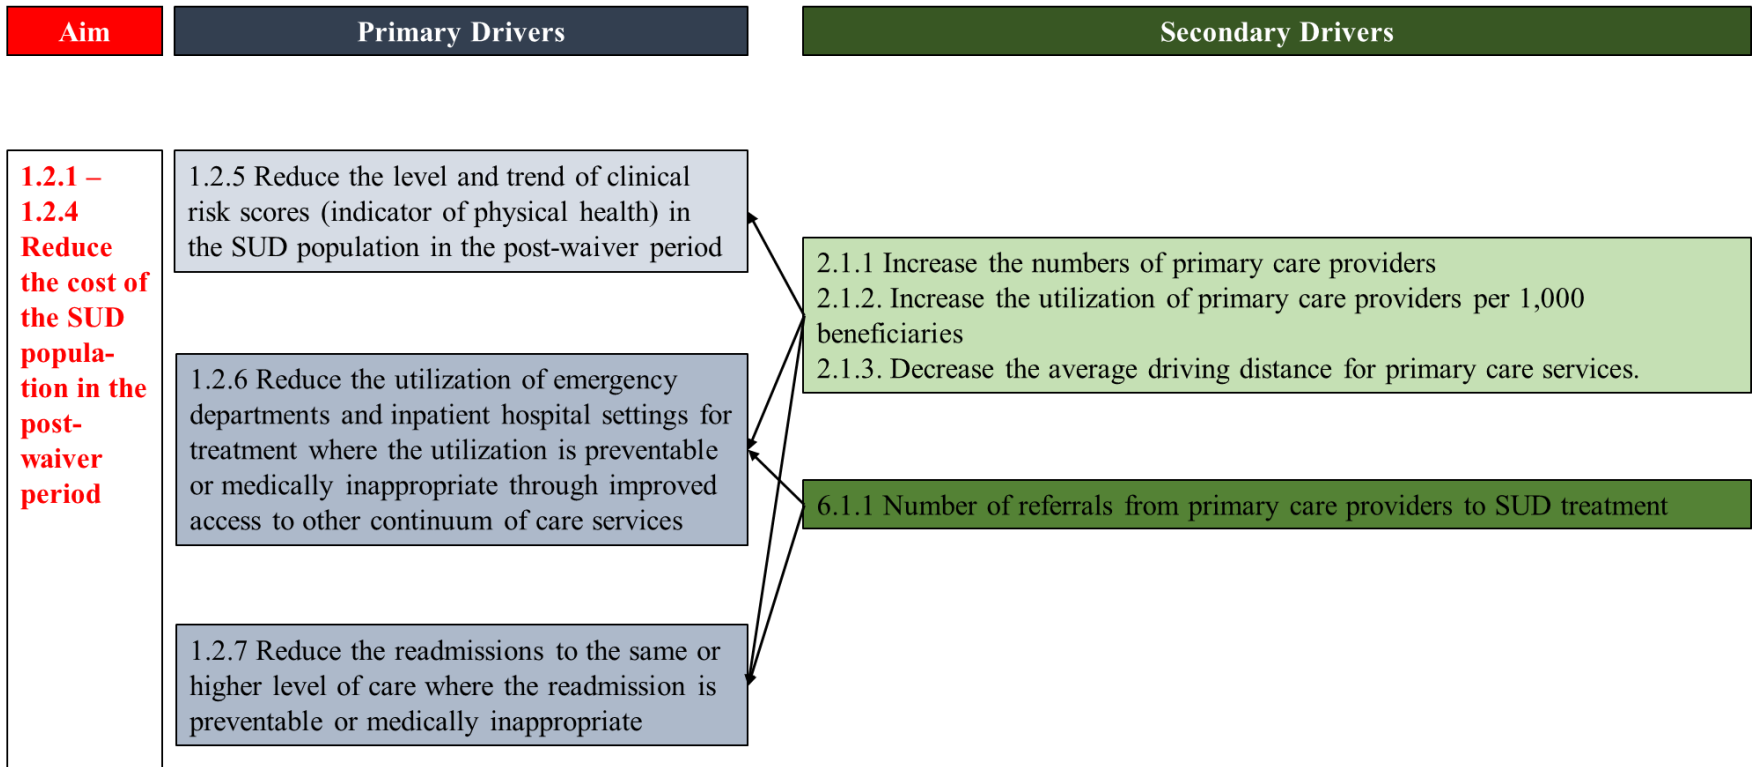 Aim
Primary Drivers
Secondary Drivers
1.2.1 –
1.2.4
Reduce
the cost of
the SUD
popula-
tion in the
post-
waiver
period
1.2.5 Reduce the level and trend of clinical
risk scores (indicator of physical health) in
the SUD population in the post-waiver period
1.2.6 Reduce the utilization of emergency
departments and inpatient hospital settings for
treatment where the utilization is preventable
or medically inappropriate through improved
access to other continuum of care services
1.2.7 Reduce the readmissions to the same or
higher level of care where the readmission is
preventable or medically inappropriate
2.1.1 Increase the numbers of primary care providers
2.1.2. Increase the utilization of primary care providers per 1,000
beneficiaries
2.1.3. Decrease the average driving distance for primary care services.
6.1.1 Number of referrals from primary care providers to SUD treatment